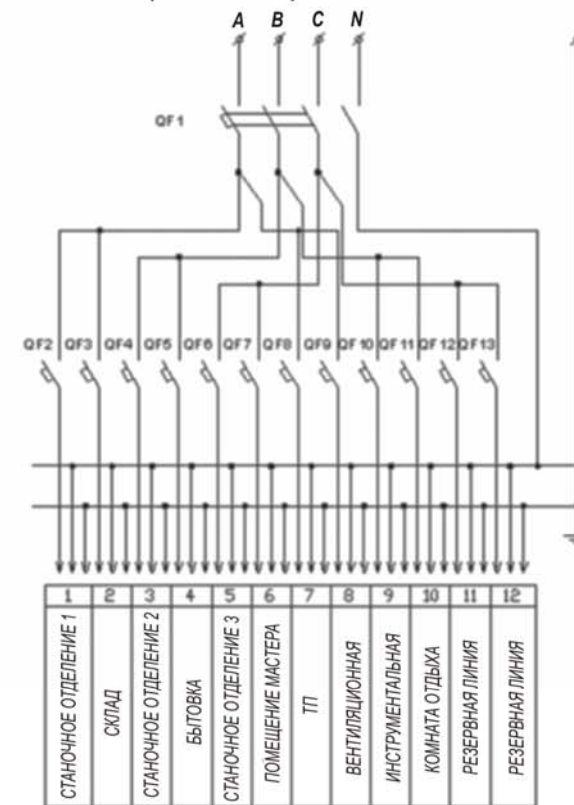 A B C N
QF1
QF2 QF3 QF4 QF5 QF6 QF7 QF8 QF9 QF10 QF11 QF12 QF13
1 2 3 4 5 6 7 8 9 10 11 12
СТАНОЧНОЕ ОТДЕЛЕНИЕ 1
СКЛАД
СТАНОЧНОЕ ОТДЕЛЕНИЕ 2
БЫТОВКА
СТАНОЧНОЕ ОТДЕЛЕНИЕ 3
ПОМЕЩЕНИЕ МАСТЕРА
ТП
ВЕНТИЛЯЦИОННАЯ
ИНСТРУМЕНТАЛЬНАЯ
КОМНАТА ОТДЫХА
РЕЗЕРВНАЯ ЛИНИЯ
РЕЗЕРВНАЯ ЛИНИЯ